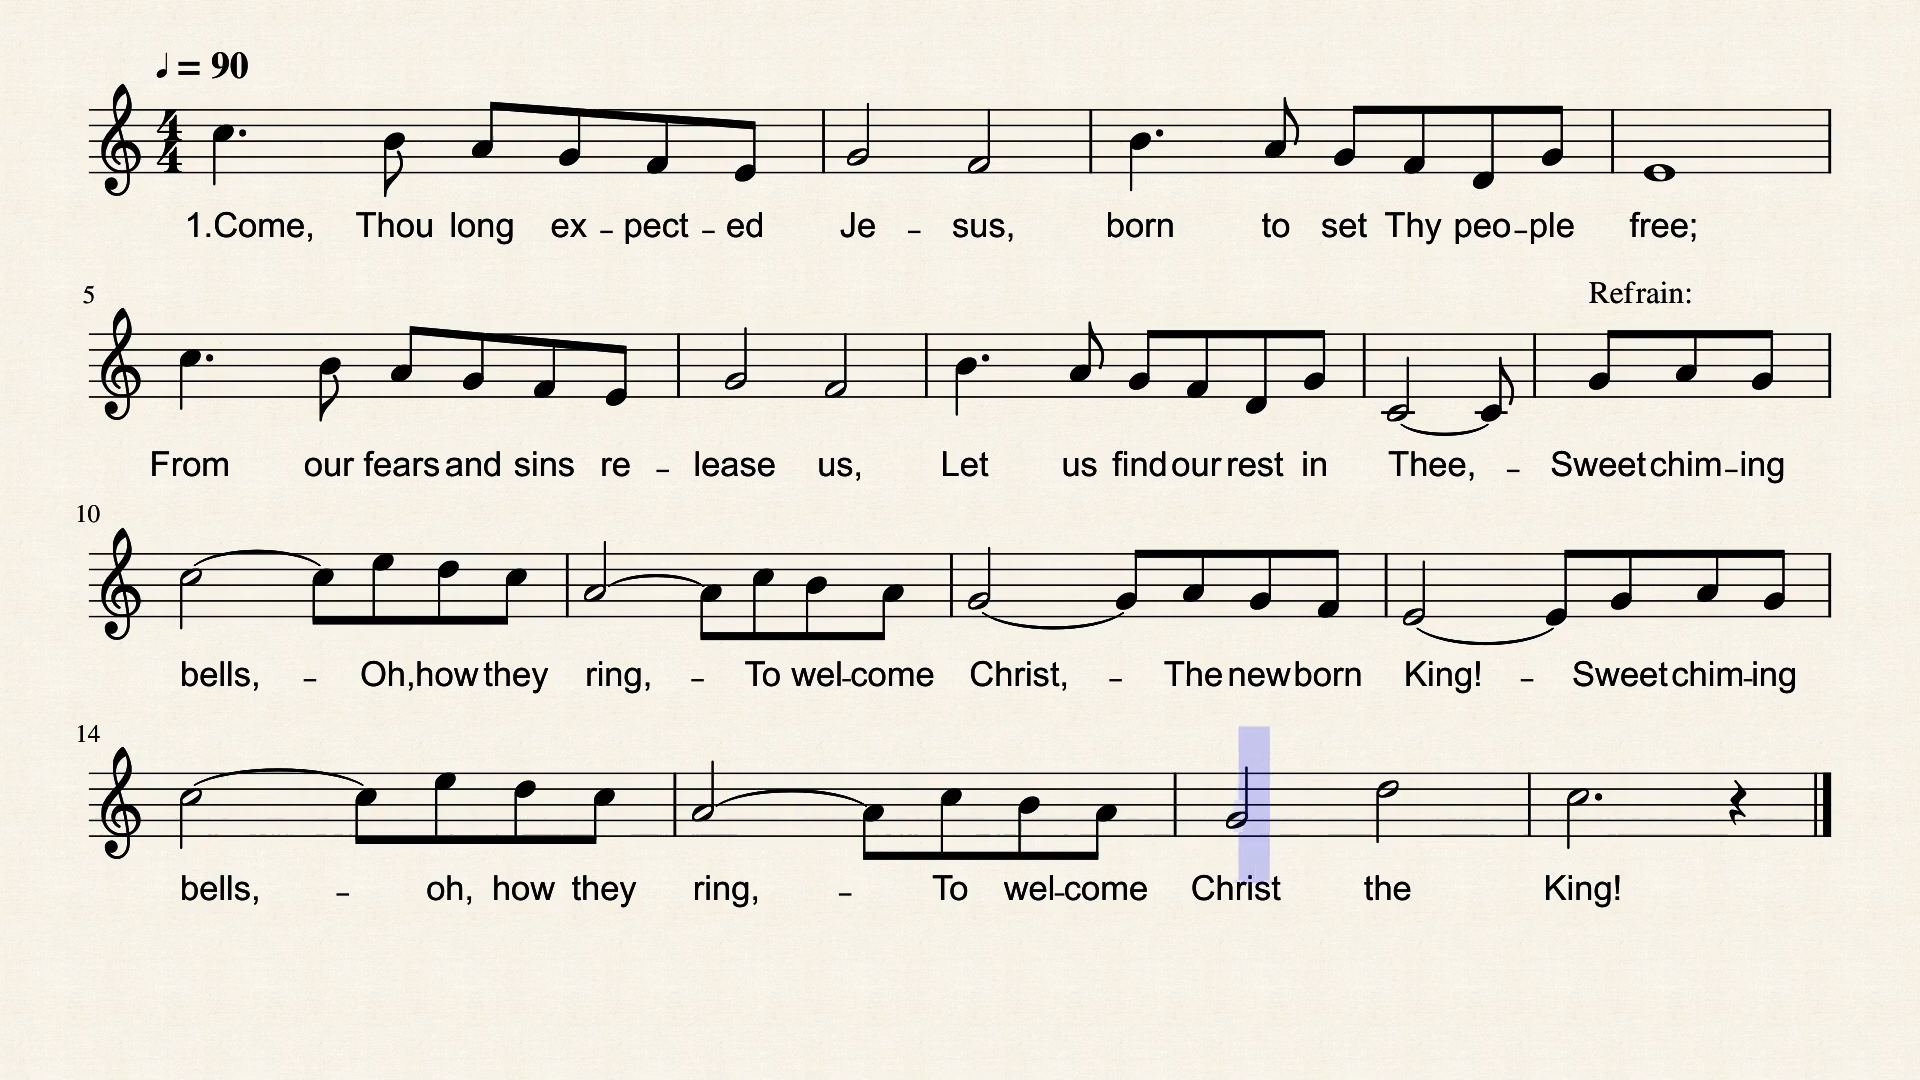 ♩ = 90
1.Come, Thou long ex - pect - ed Je - sus, born to set Thy peo - ple free;
5
Refrain:
From our fears and sins re - lease us, Let us find our rest in Thee, - Sweet chim - ing
10
bells, - Oh, how they ring, - To wel - come Christ, - The new born King! - Sweet chim - ing
14
bells, - oh, how they ring, - To wel - come Christ the King!